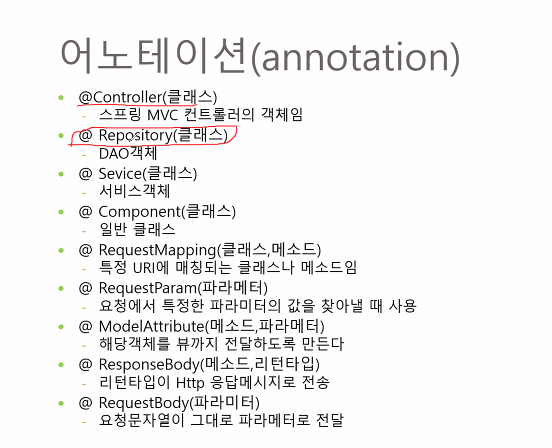 어노테이션(annotation)
@Controller(클래스)
스프링 MVC 컨트롤러의 객체임
@ Repository(클래스)
DAO객체
@ Sevice(클래스)
서비스객체
@ Component(클래스)
일반 클래스
@ RequestMapping(클래스,메소드)
특정 URI에 매칭되는 클래스나 메소드임
@ RequestParam(파라메터)
요청에서 특정한 파라미터의 값을 찾아낼 때 사용
@ ModelAttribute(메소드,파라메터)
해당객체를 뷰까지 전달하도록 만든다
@ ResponseBody(메소드,리턴타입)
리턴타입이 Http 응답메시지로 전송
@ RequestBody(파라미터)
요청문자열이 그대로 파라메터로 전달